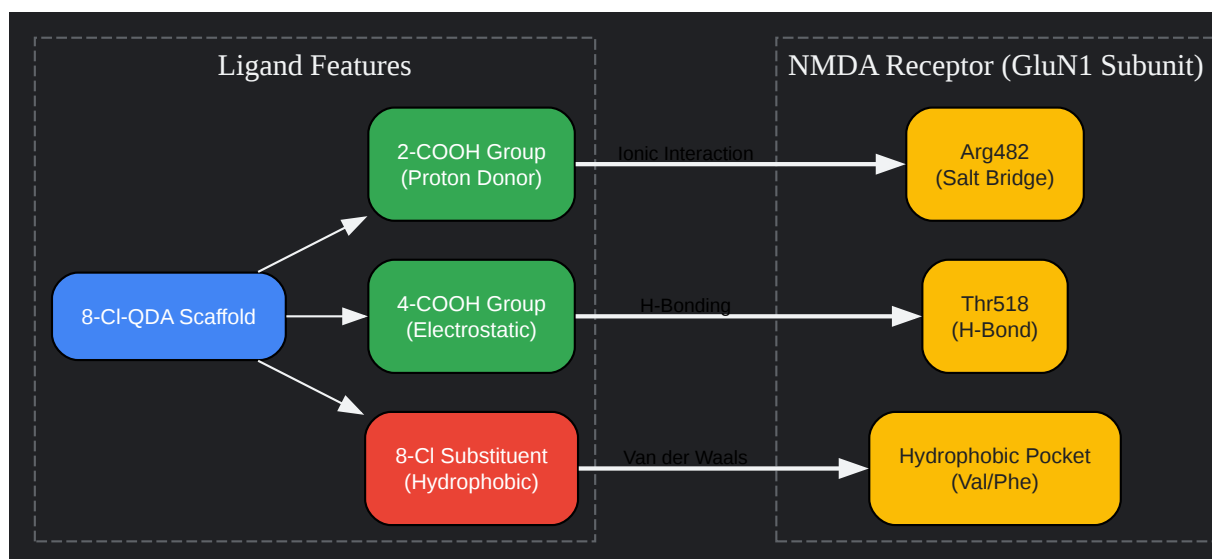 Ligand Features
NMDA Receptor (GluN1 Subunit)
2-COOH Group
(Proton Donor)
Ionic Interaction
Arg482
(Salt Bridge)
8-Cl-QDA Scaffold
4-COOH Group
(Electrostatic)
H-Bonding
Thr518
(H-Bond)
8-Cl Substituent
(Hydrophobic)
Van der Waals
Hydrophobic Pocket
(Val/Phe)